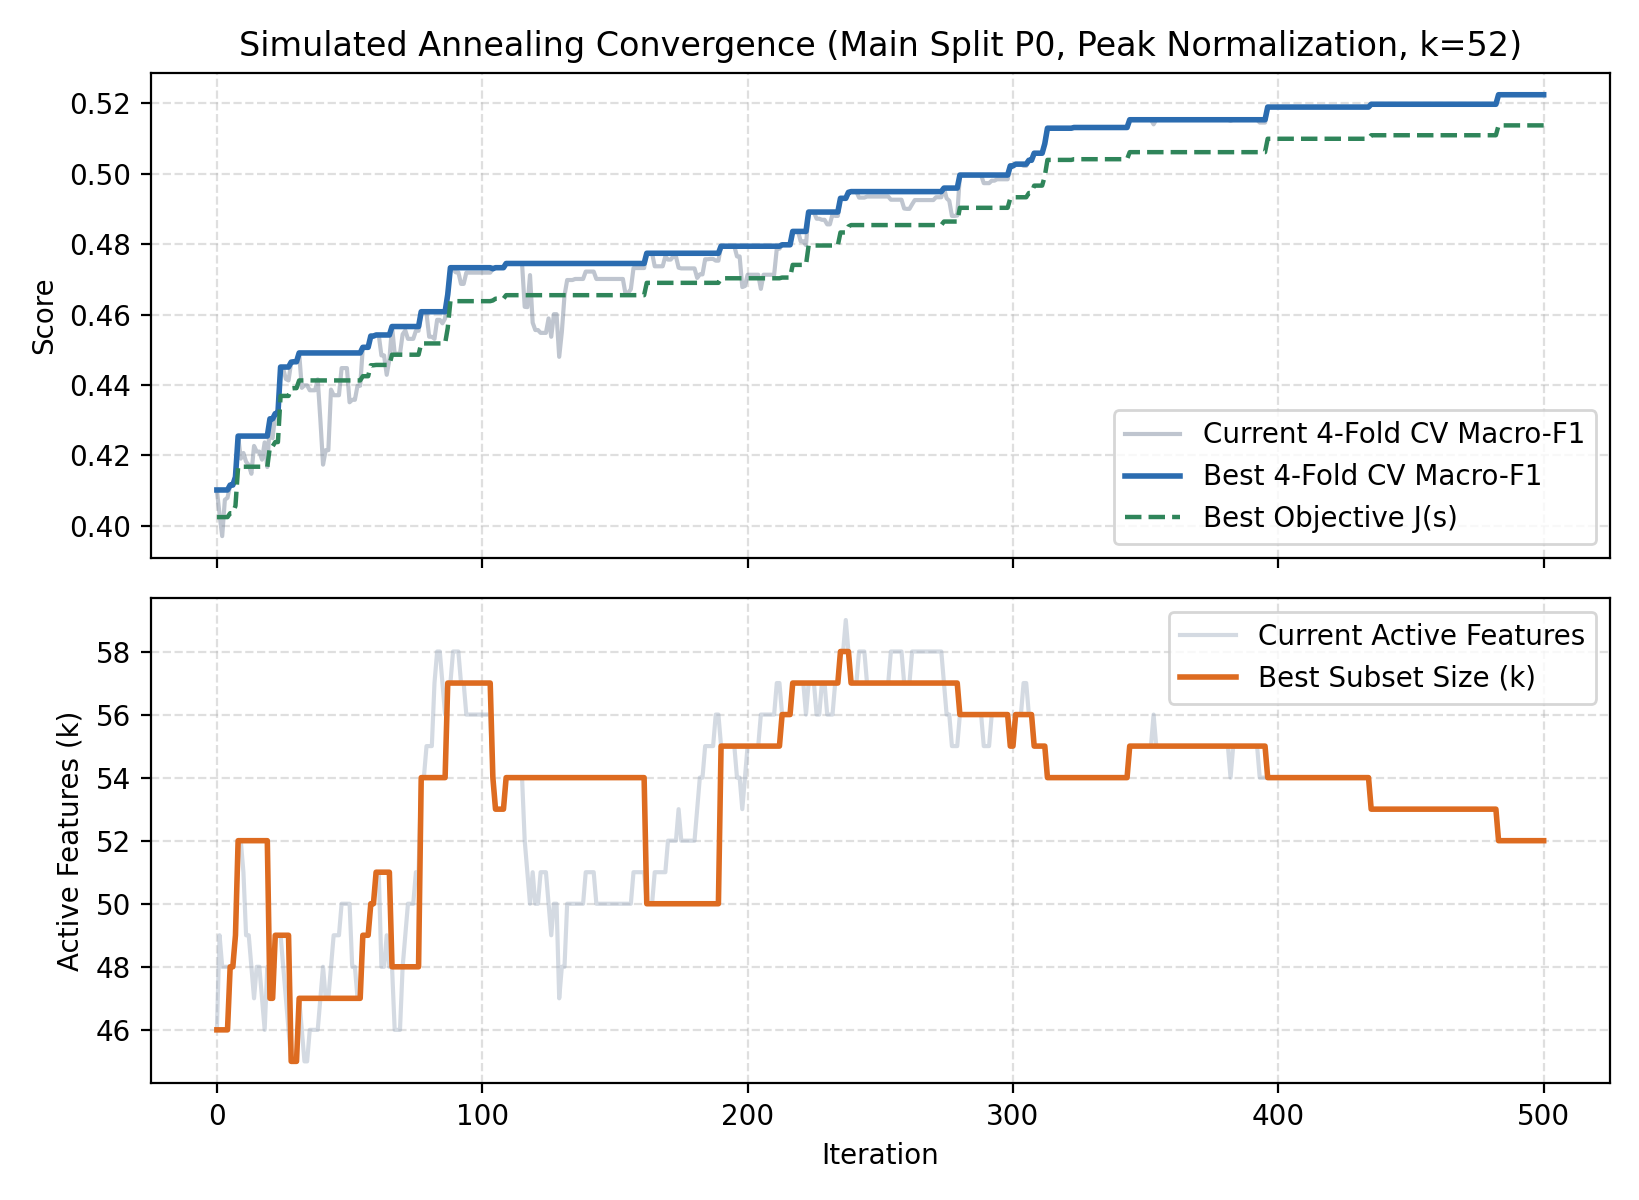 Simulated Annealing Convergence (Main Split P0, Peak Normalization, k=52)
0.52
0.50
0.48
0.46
0.44
0.42
0.40
Score
Current 4-Fold CV Macro-F1
Best 4-Fold CV Macro-F1
Best Objective J(s)
58
56
54
52
50
48
46
Active Features (k)
Current Active Features
Best Subset Size (k)
0 100 200 300 400 500
Iteration